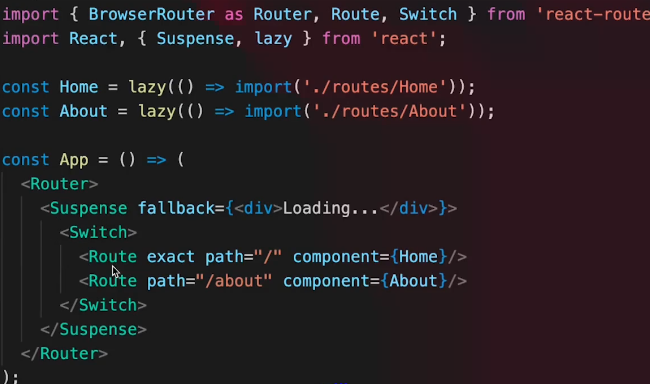 import { BrowserRouter as Router, Route, Switch } from 'react-route
import React, { Suspense, lazy } from 'react';
const Home = lazy(() => import('./routes/Home'));
const About = lazy(() => import('./routes/About'));
const App = () => (
<Router>
<Suspense fallback={<div>Loading...</div>}>
<Switch>
<Route exact path="/" component={Home}/>
<Route path="/about" component={About}/>
</Switch>
</Suspense>
</Router>
);